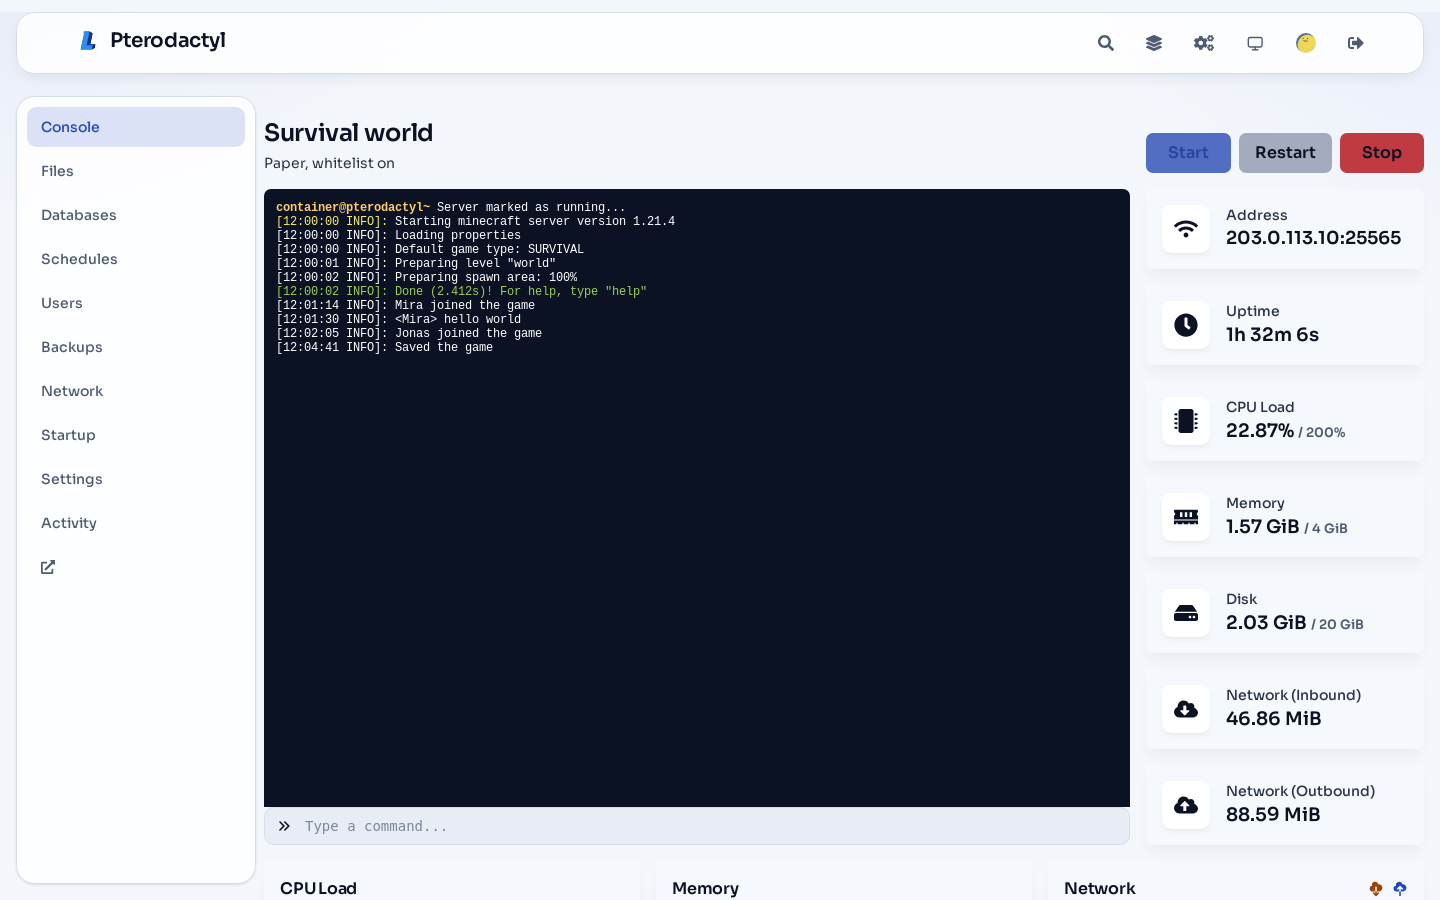 Pterodactyl
Console
Files
Databases
Schedules
Users
Backups
Network
Startup
Settings
Activity
Survival world
Paper, whitelist on
Start
Restart
Stop
container@pterodactyl~ Server marked as running...
[12:00:00 INFO]: Starting minecraft server version 1.21.4
[12:00:00 INFO]: Loading properties
[12:00:00 INFO]: Default game type: SURVIVAL
[12:00:01 INFO]: Preparing level "world"
[12:00:02 INFO]: Preparing spawn area: 100%
[12:00:02 INFO]: Done (2.412s)! For help, type "help"
[12:01:14 INFO]: Mira joined the game
[12:01:30 INFO]: <Mira> hello world
[12:02:05 INFO]: Jonas joined the game
[12:04:41 INFO]: Saved the game
Type a command...
Address
203.0.113.10:25565
Uptime
1h 32m 6s
CPU Load
22.87% / 200%
Memory
1.57 GiB / 4 GiB
Disk
2.03 GiB / 20 GiB
Network (Inbound)
46.86 MiB
Network (Outbound)
88.59 MiB
CPU Load
Memory
Network